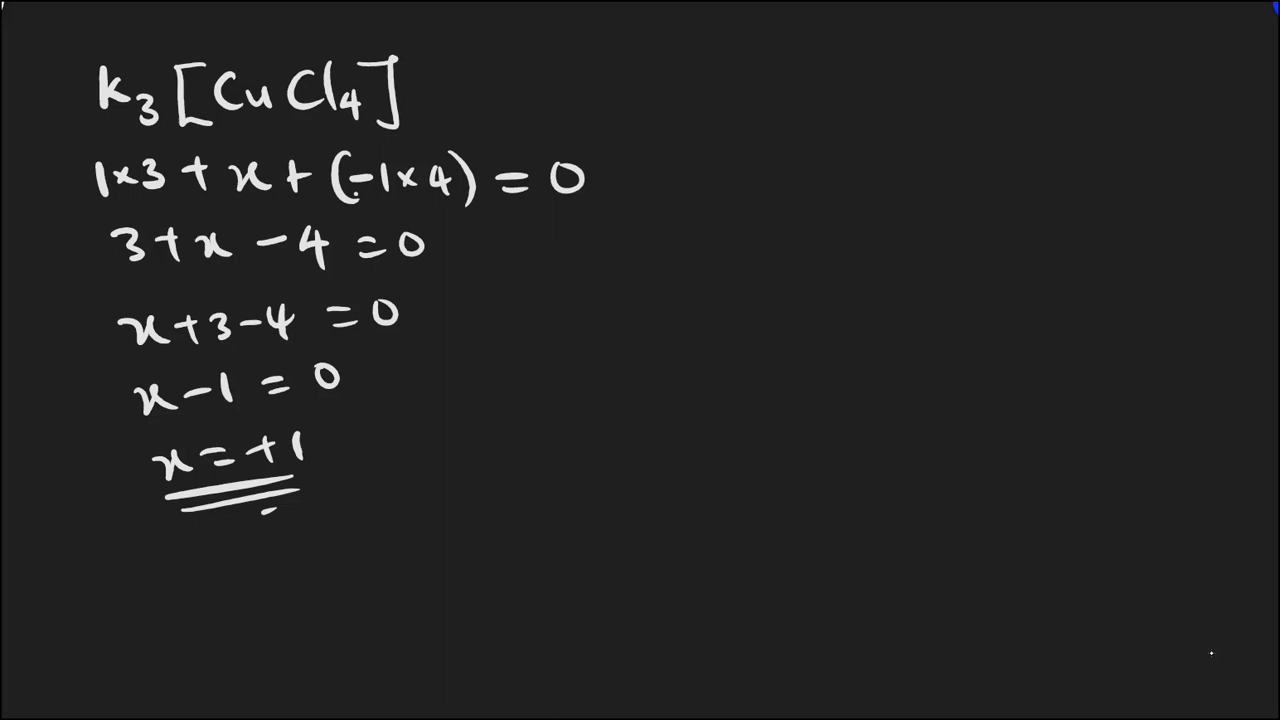 K₃[CuCl₄]
1×3 + x + (-1×4) = 0
3 + x - 4 = 0
x + 3 - 4 = 0
x - 1 = 0
x = +1